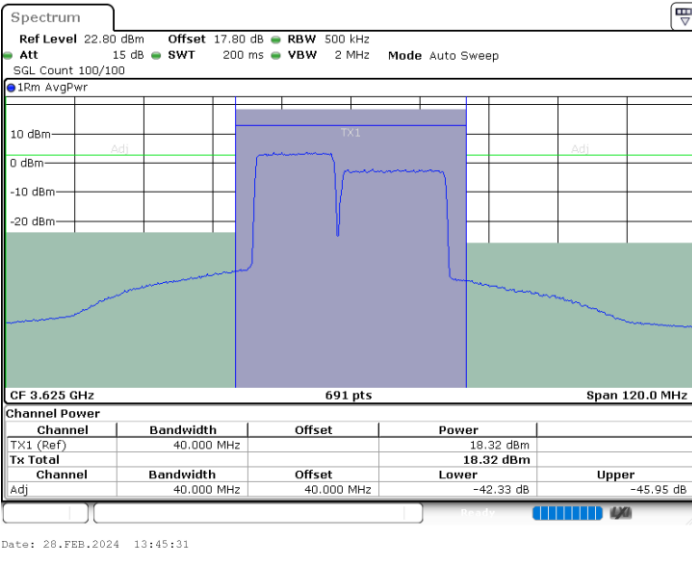 Spectrum
Ref Level 22.80 dBm Offset 17.80 dB RBW 500 kHz
Att 15 dB SWT 200 ms VBW 2 MHz Mode Auto Sweep
SGL Count 100/100
1Rm AvgPwr
10 dBm
TX1
Adj Adj
0 dBm
-10 dBm
-20 dBm
CF 3.625 GHz 691 pts Span 120.0 MHz
Channel Power
Channel Bandwidth Offset Power
TX1 (Ref) 40.000 MHz 18.32 dBm
Tx Total 18.32 dBm
Channel Bandwidth Offset Lower Upper
Adj 40.000 MHz 40.000 MHz -42.33 dB -45.95 dB
Ready
Date: 28.FEB.2024 13:45:31